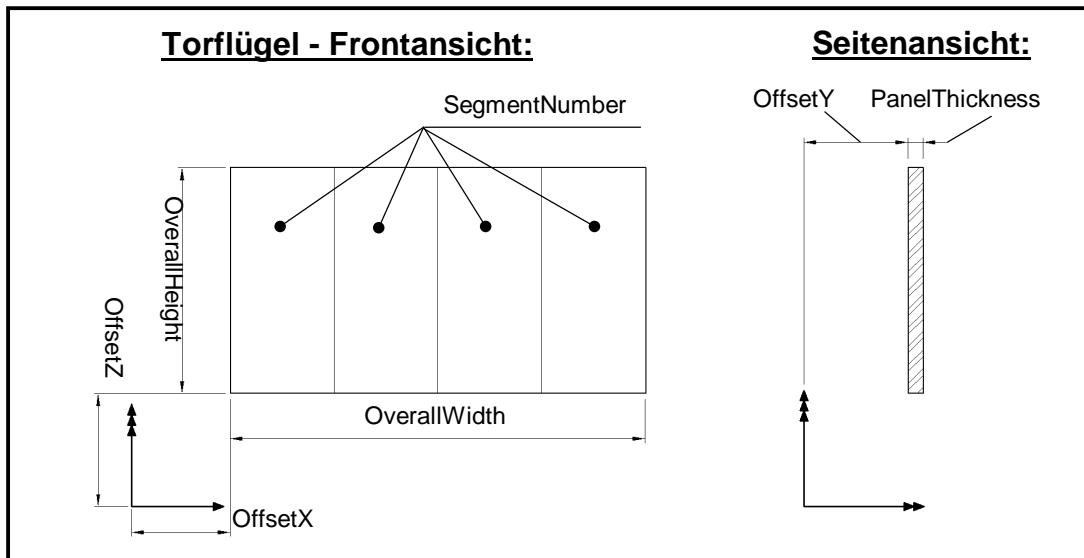 Torflügel - Frontansicht:
Seitenansicht:
SegmentNumber
OffsetY
PanelThickness
OverallHeight
OffsetZ
OverallWidth
OffsetX